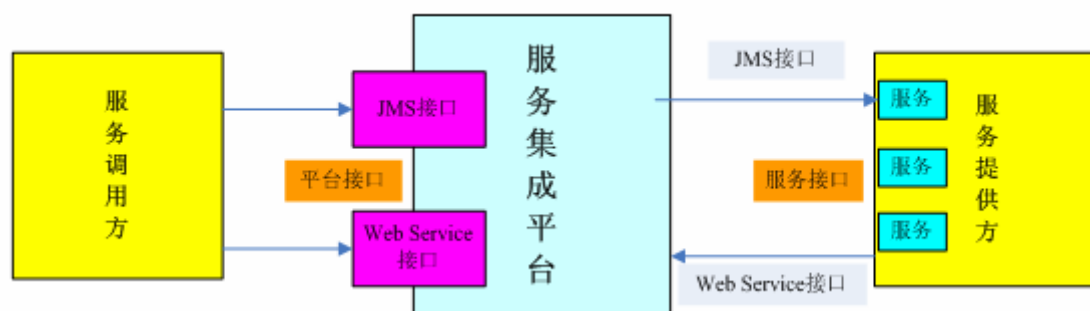 服务调用方
JMS接口
平台接口
Web Service
接口
服务集成平台
JMS接口
服务接口
Web Service接口
服务
服务
服务
服务提供方